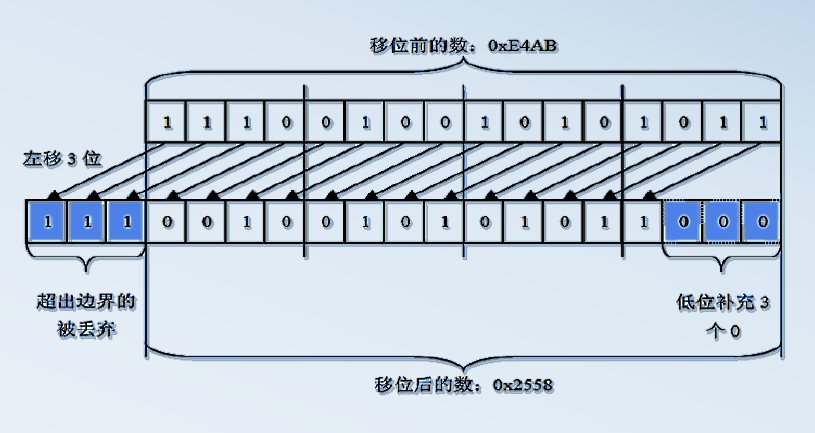 移位前的数：0xE4AB
1 1 1 0 0 1 0 0 1 0 1 0 1 0 1 1
左移 3 位
1 1 1 0 0 1 0 0 1 0 1 0 1 0 1 1 0 0 0
超出边界的
被丢弃
低位补充 3
个 0
移位后的数：0x2558